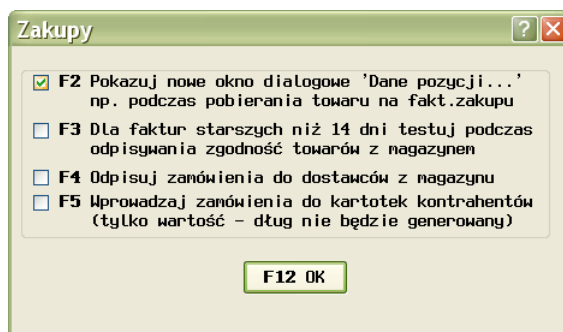 Zakupy
F2 Pokazuj nowe okno dialogowe 'Dane pozycji...'
np. podczas pobierania towaru na fakt.zakupu
F3 Dla faktur starszych niż 14 dni testuj podczas
odpisywania zgodność towarów z magazynem
F4 Odpisuj zamówienia do dostawców z magazynu
F5 Wprowadzaj zamówienia do kartotek kontrahentów
(tylko wartość - dług nie będzie generowany)
F12 OK